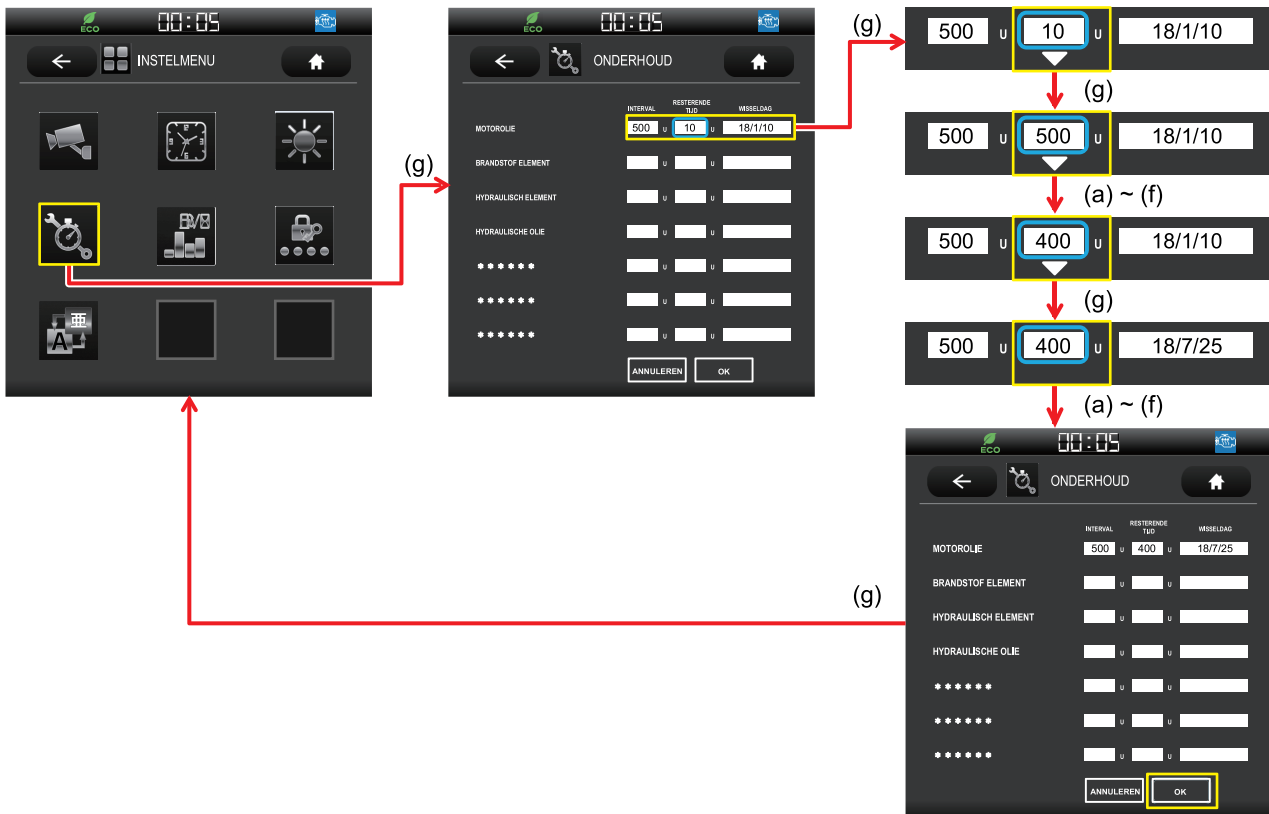 ECO 00:05
INSTELMENU
亜
A
(g)
ECO 00:05
ONDERHOUD
INTERVAL RESTERENDE TIJD WISSELDAG
MOTOROLIE 500 U 10 U 18/1/10
BRANDSTOF ELEMENT U U
HYDRAULISCH ELEMENT U U
HYDRAULISCHE OLIE U U
****** U U
****** U U
****** U U
ANNULEREN OK
(g)
500 U 10 U 18/1/10
(g)
500 U 500 U 18/1/10
(a) ~ (f)
500 U 400 U 18/1/10
(g)
500 U 400 U 18/7/25
(a) ~ (f)
ECO 00:05
ONDERHOUD
INTERVAL RESTERENDE TIJD WISSELDAG
MOTOROLIE 500 U 400 U 18/7/25
BRANDSTOF ELEMENT U U
HYDRAULISCH ELEMENT U U
HYDRAULISCHE OLIE U U
****** U U
****** U U
****** U U
ANNULEREN OK
(g)